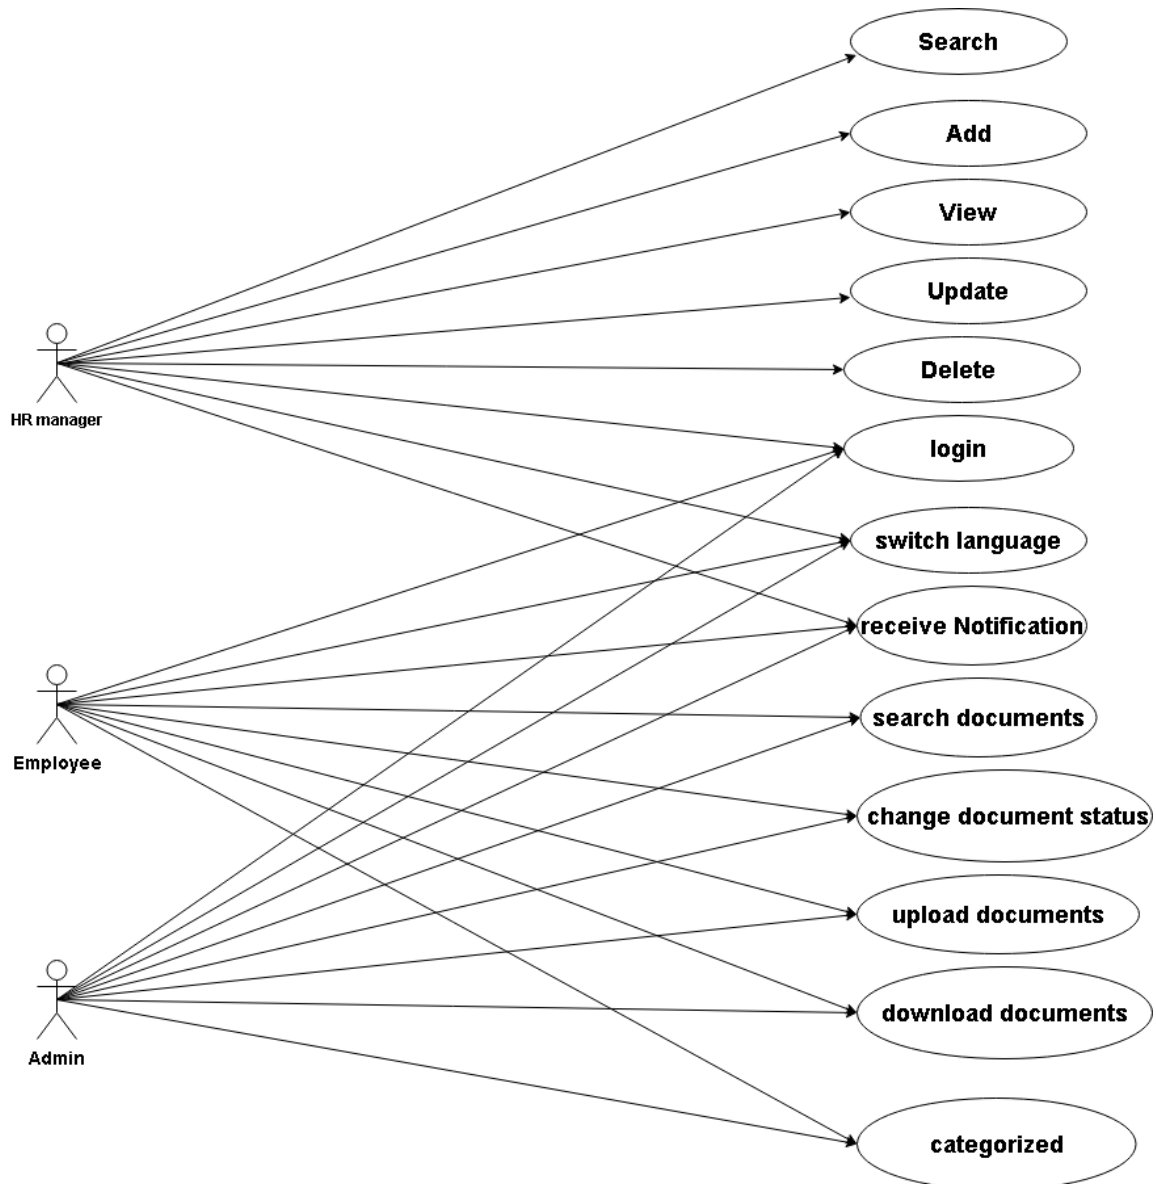 Search
Add
View
Update
Delete
HR manager
login
switch language
receive Notification
search documents
Employee
change document status
upload documents
download documents
Admin
categorized